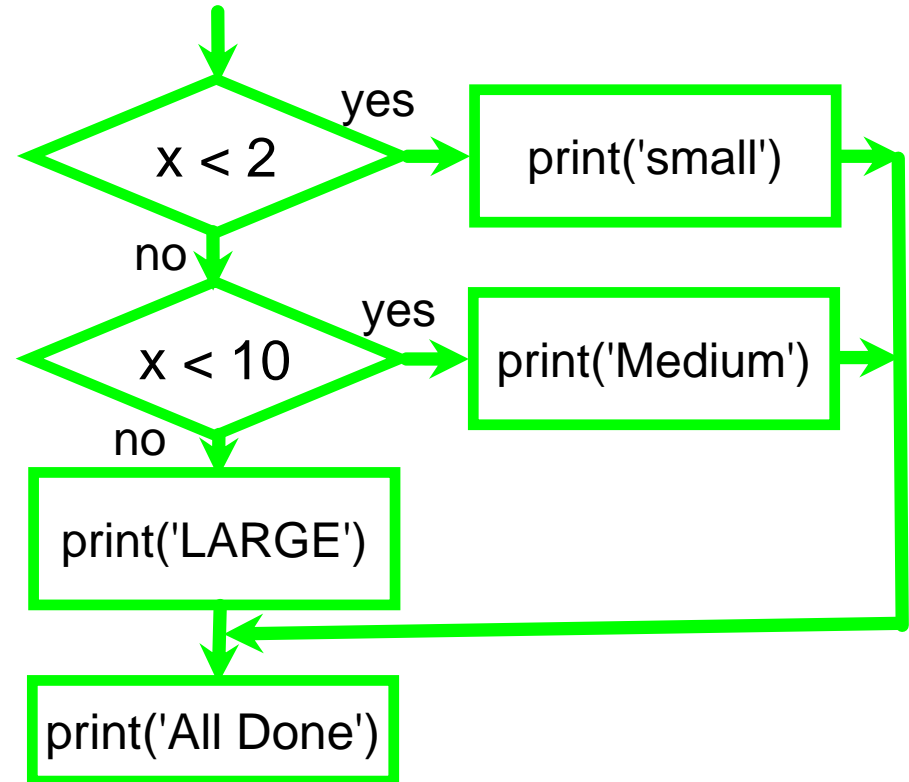 yes
x < 2
print('small')
no
yes
x < 10
print('Medium')
no
print('LARGE')
print('All Done')